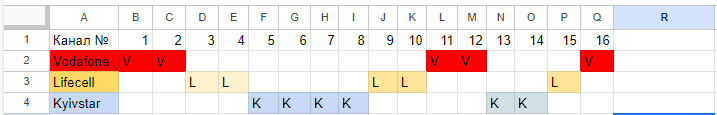 A B C D E F G H I J K L M N O P Q R
1 Канал № 1 2 3 4 5 6 7 8 9 10 11 12 13 14 15 16
2 Vodafone V V V V V
3 Lifecell L L L L L
4 Kyivstar K K K K K K